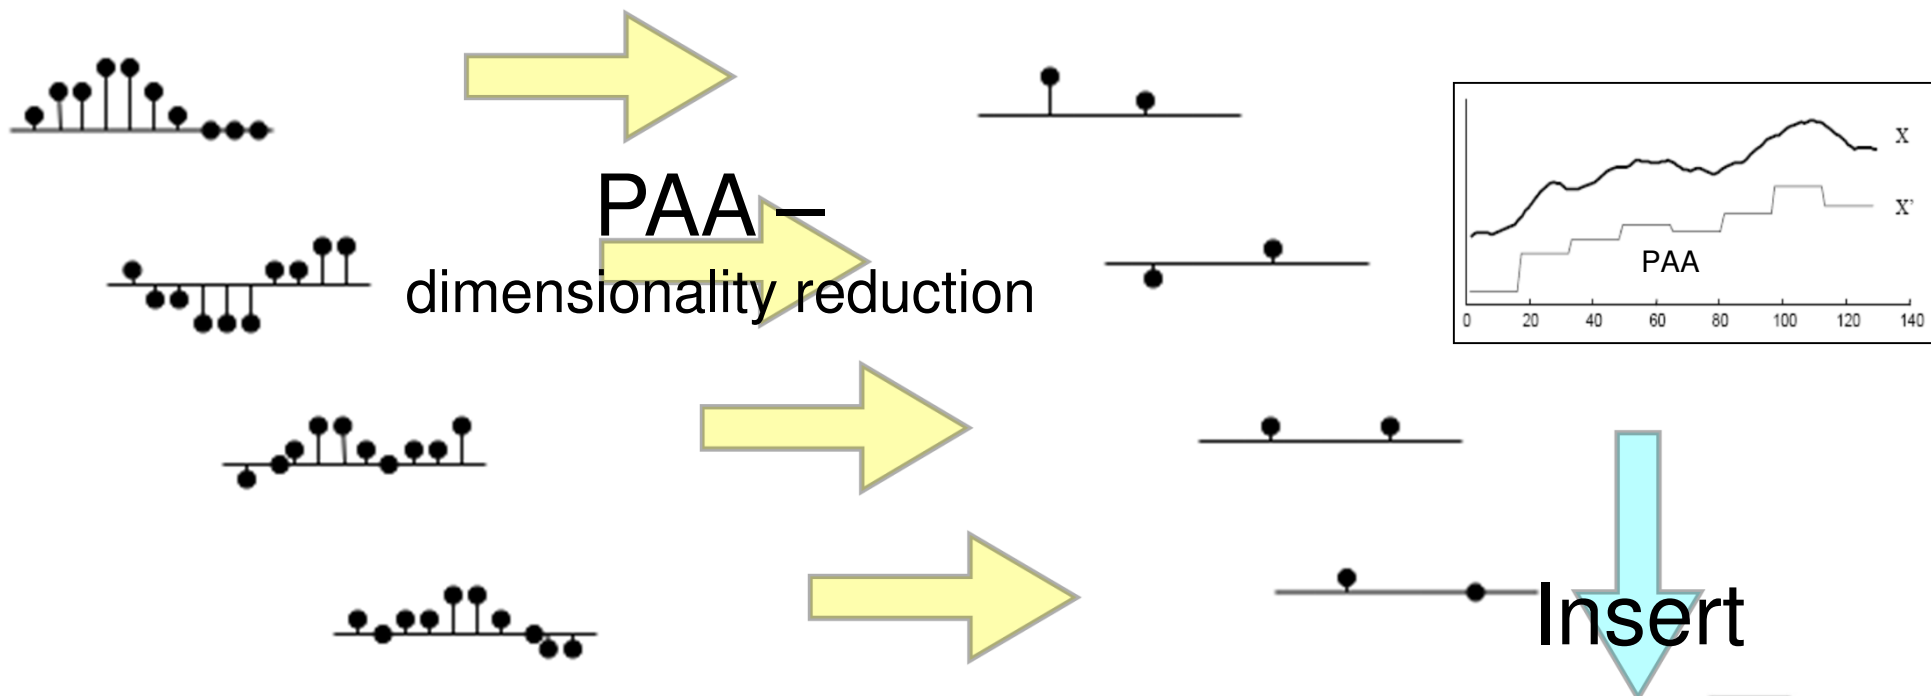 PAA –
dimensionality reduction
X
X'
PAA
0 20 40 60 80 100 120 140
Insert